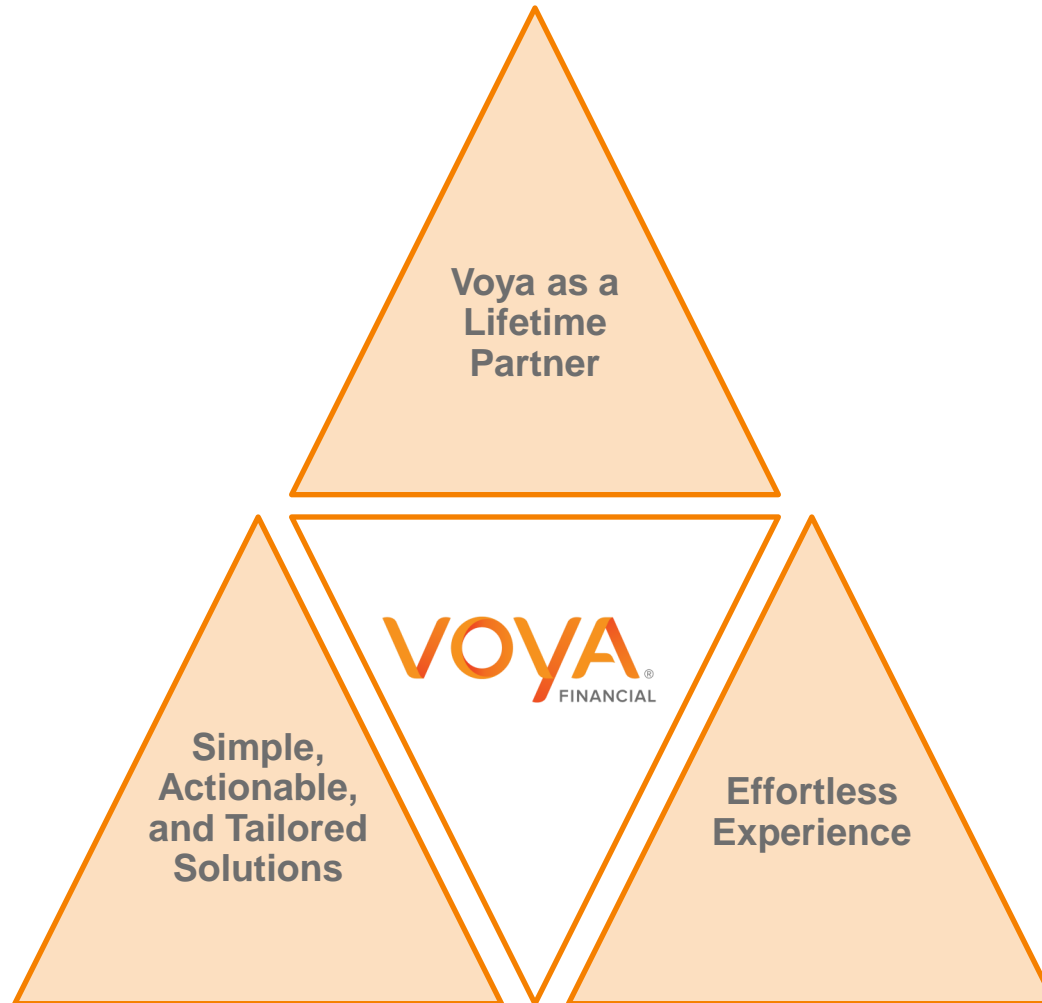 Voya as a
Lifetime
Partner
VOYA®
FINANCIAL
Simple,
Actionable,
and Tailored
Solutions
Effortless
Experience